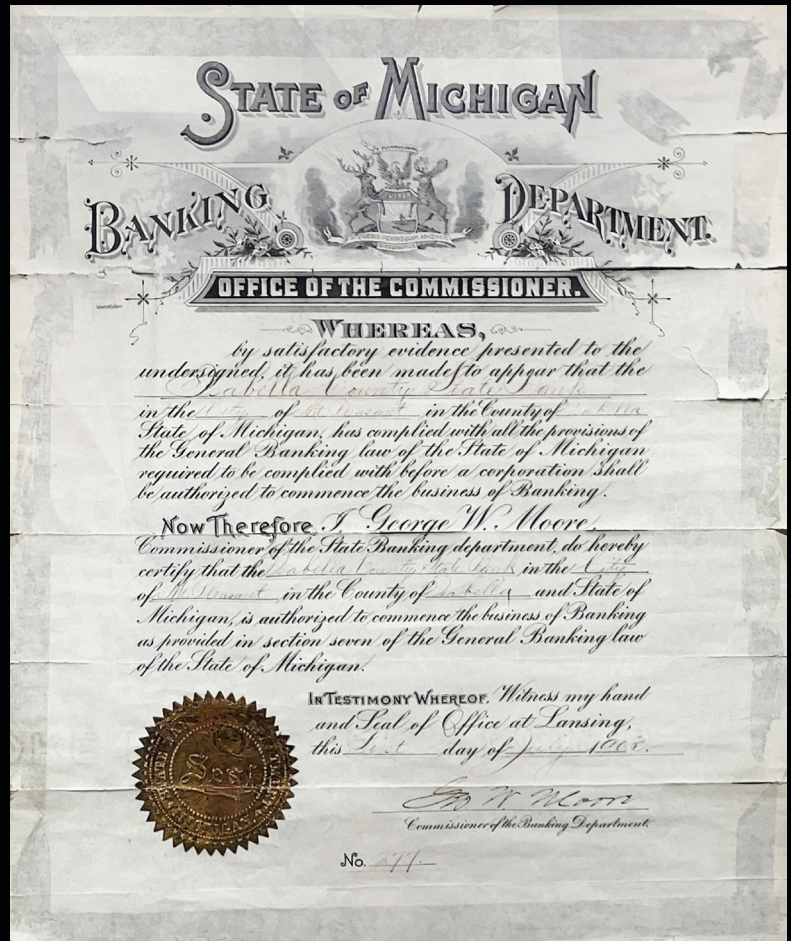 STATE OF MICHIGAN
BANKING DEPARTMENT.
TUEBOR
OFFICE OF THE COMMISSIONER.
WHEREAS,
by satisfactory evidence presented to the
undersigned, it has been made to appear that the
Isabella County State Bank
in the City of Mt Pleasant in the County of Isabella
State of Michigan, has complied with all the provisions of
the General Banking law of the State of Michigan
required to be complied with before a corporation shall
be authorized to commence the business of Banking.
Now Therefore I, George W. Moore,
Commissioner of the State Banking department, do hereby
certify that the Isabella County State Bank in the City
of Mt Pleasant in the County of Isabella and State of
Michigan, is authorized to commence the business of Banking
as provided in section seven of the General Banking law
of the State of Michigan.
IN TESTIMONY WHEREOF, Witness my hand
and Seal of Office at Lansing,
this day of July 190
Seal
Geo W Moore
Commissioner of the Banking Department.
No.